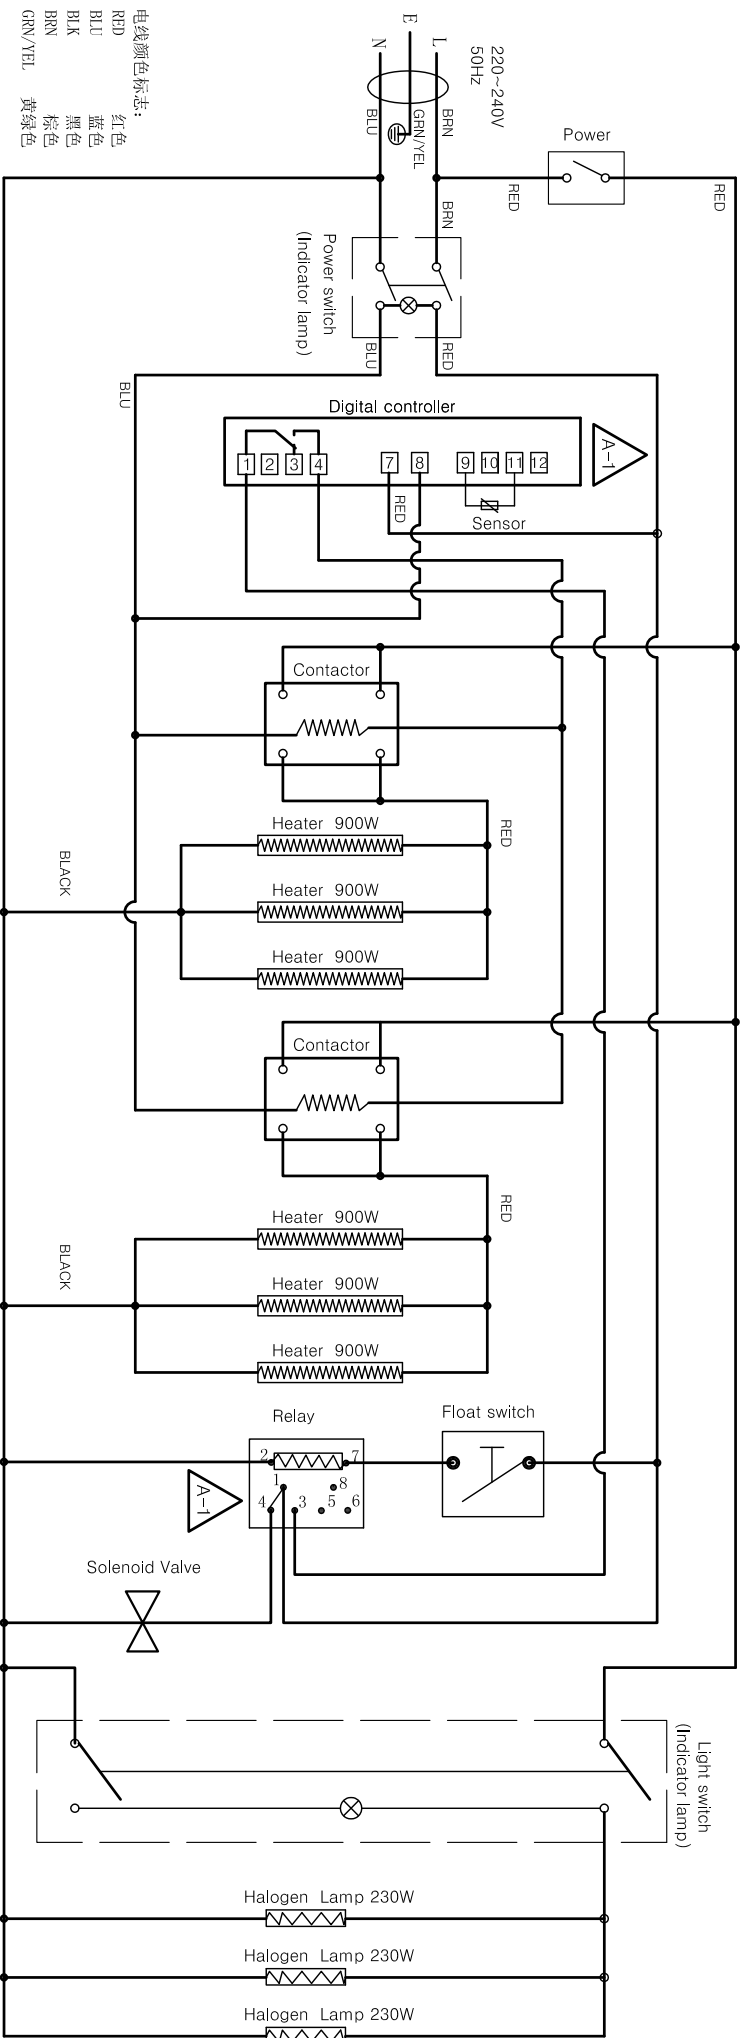 电线颜色标志:
RED 红色
BLU 蓝色
BLK 黑色
BRN 棕色
GRN/YEL 黄绿色
220~240V
50Hz
L
E
N
BRN
GRN/YEL
BLU
Power
RED
RED
BRN
Power switch
(Indicator lamp)
RED
BLU
BLU
Digital controller
A-1
1 2 3 4 7 8 9 10 11 12
RED
Sensor
Contactor
RED
Heater 900W
BLACK
Heater 900W
Heater 900W
Contactor
RED
Heater 900W
BLACK
Heater 900W
Heater 900W
Relay
Float switch
2 7
1 8
4 3 5 6
A-1
Solenoid Valve
Light switch
(Indicator lamp)
Halogen Lamp 230W
Halogen Lamp 230W
Halogen Lamp 230W